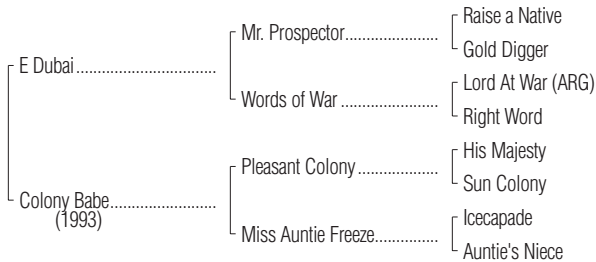 Raise a Native
Mr. Prospector.....................
Gold Digger
E Dubai ...............................
Lord At War (ARG)
Words of War ......................
Right Word
His Majesty
Pleasant Colony ..................
Sun Colony
Colony Babe.......................
(1993)
Icecapade
Miss Auntie Freeze..............
Auntie's Niece